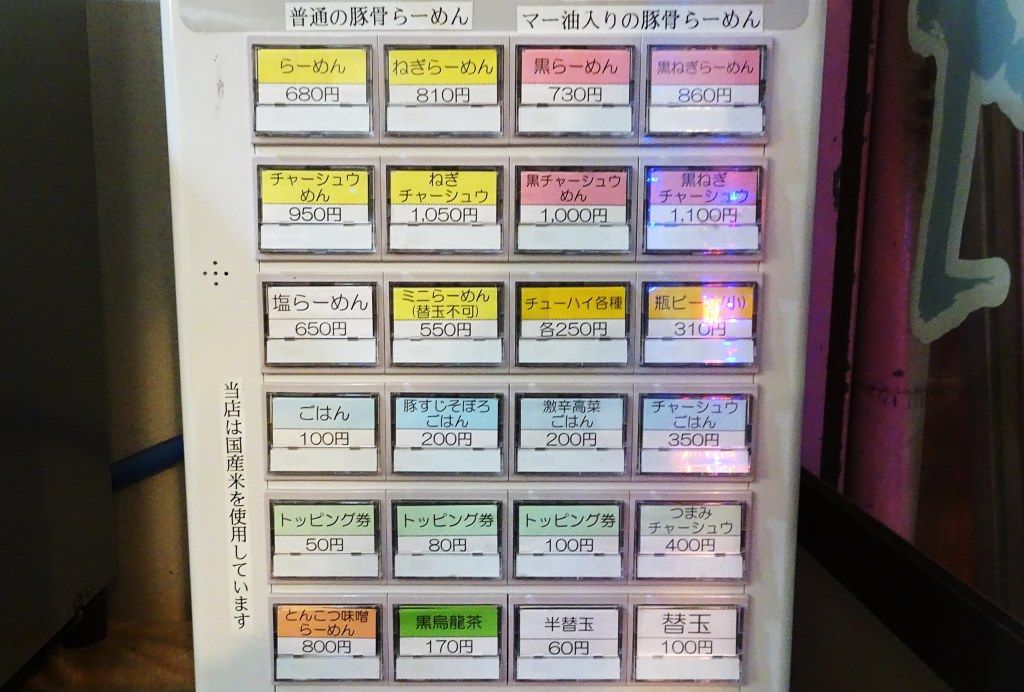 普通の豚骨らーめん
マー油入りの豚骨らーめん
らーめん
680円
ねぎらーめん
810円
黒らーめん
730円
黒ねぎらーめん
860円
チャーシュウ
めん
950円
ねぎ
チャーシュウ
1,050円
黒チャーシュウ
めん
1,000円
黒ねぎ
チャーシュウ
1,100円
塩らーめん
650円
ミニらーめん
(替玉不可)
550円
チューハイ各種
各250円
瓶ビール(小)
310円
ごはん
100円
豚すじそぼろ
ごはん
200円
激辛高菜
ごはん
200円
チャーシュウ
ごはん
350円
トッピング券
50円
トッピング券
80円
トッピング券
100円
つまみ
チャーシュウ
400円
とんこつ味噌
らーめん
800円
黒烏龍茶
170円
半替玉
60円
替玉
100円
当店は国産米を使用しています